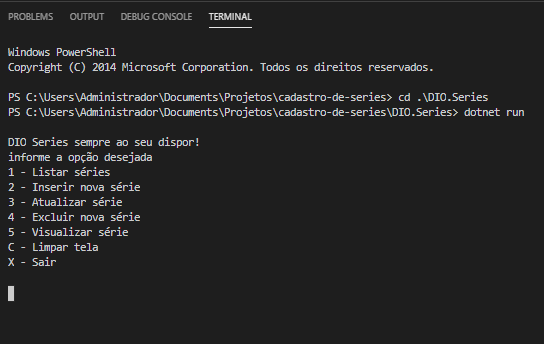 PROBLEMS OUTPUT DEBUG CONSOLE TERMINAL
Windows PowerShell
Copyright (C) 2014 Microsoft Corporation. Todos os direitos reservados.
PS C:\Users\Administrador\Documents\Projetos\cadastro-de-series> cd .\DIO.Series
PS C:\Users\Administrador\Documents\Projetos\cadastro-de-series\DIO.Series> dotnet run
DIO Series sempre ao seu dispor!
informe a opção desejada
1 - Listar séries
2 - Inserir nova série
3 - Atualizar série
4 - Excluir nova série
5 - Visualizar série
C - Limpar tela
X - Sair